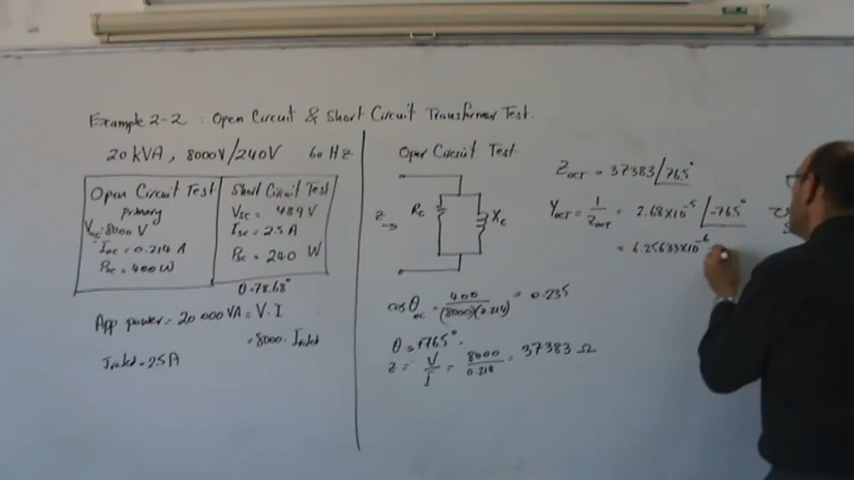 Example 2-2 : Open Circuit & Short Circuit Transformer Test.
20 kVA, 8000V/240V 60 Hz
Open Circuit Test
primary
Voc=8000 V
Ioc = 0.214 A
Poc = 400 W
Short Circuit Test
Vsc = 489 V
Isc = 2.5 A
Psc = 240 W
θ=78.68°
App power = 20 000 VA = V·I
= 8000· Irated
Irated = 2.5 A
Open Circuit Test
Z →
Rc
Xc
cosθoc = 400 / (8000)(0.214) = 0.235
Z = V / I = 8000 / 0.214 = 37383 Ω
ZOCT = 37383 /76.5°
YOCT = 1 / ZOCT = 2.68×10⁻⁵ /-76.5°
= 6.25633×10⁻⁶